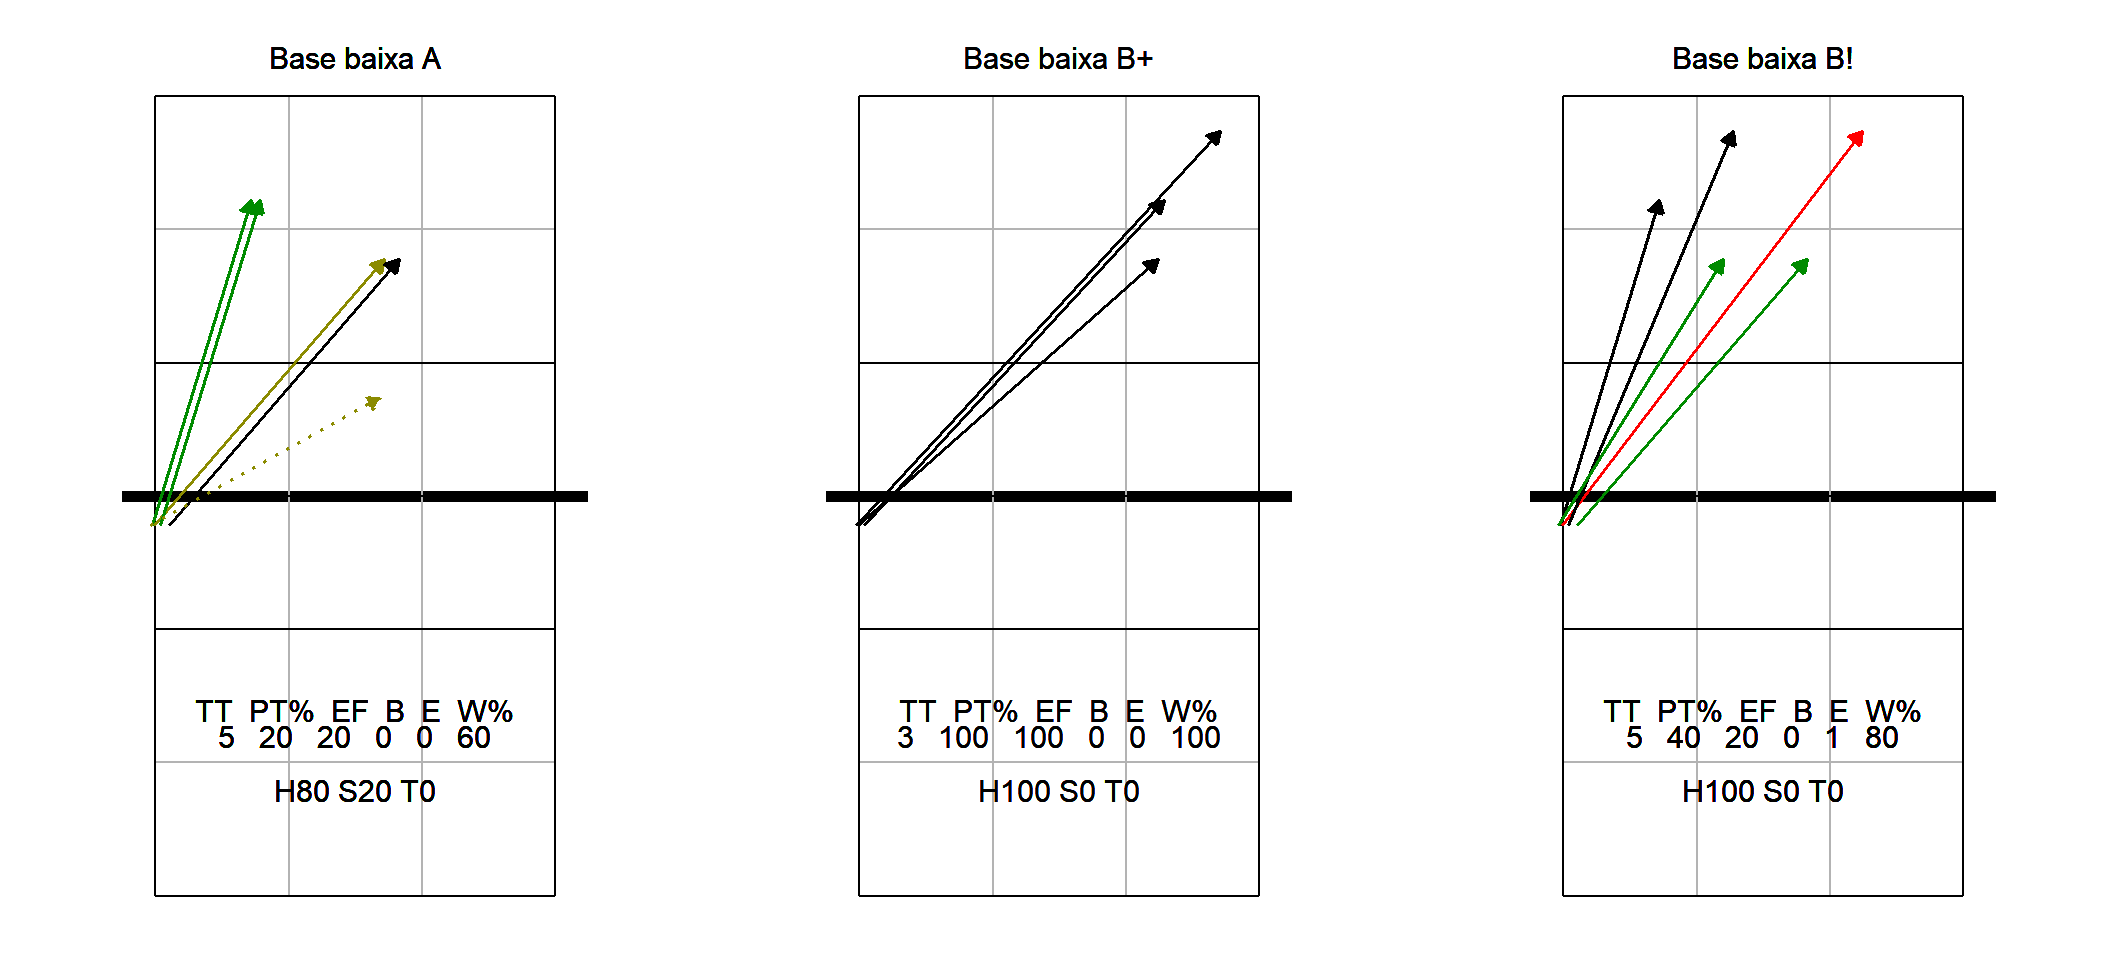 Base baixa A
TT PT% EF B E W%
5 20 20 0 0 60
H80 S20 T0
Base baixa B+
TT PT% EF B E W%
3 100 100 0 0 100
H100 S0 T0
Base baixa B!
TT PT% EF B E W%
5 40 20 0 1 80
H100 S0 T0